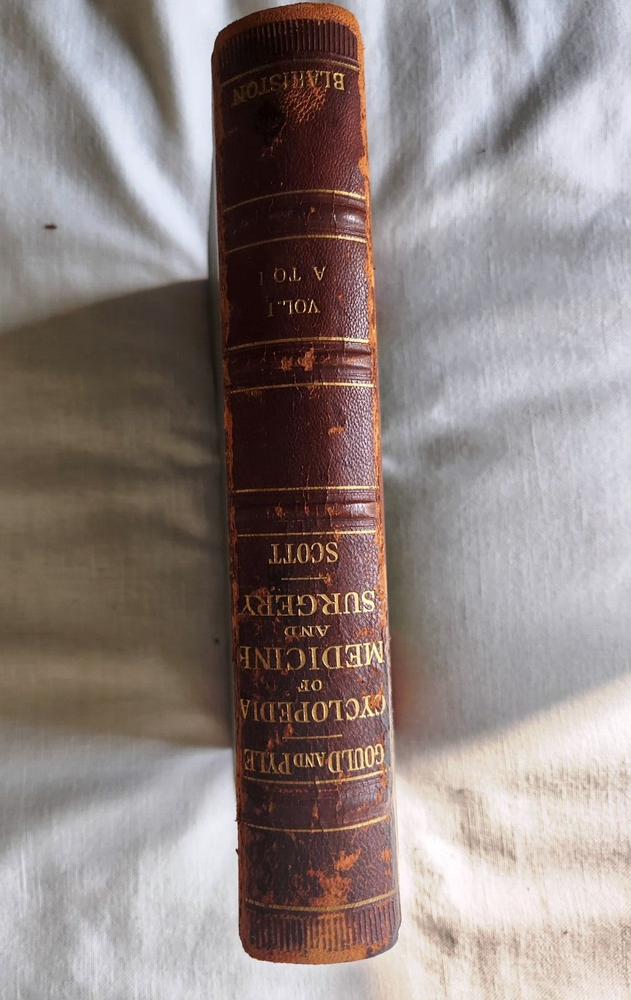 GOULD AND PYLE
CYCLOPEDIA
OF
MEDICINE
AND
SURGERY
SCOTT
VOL. I
A TO I
BLAKISTON